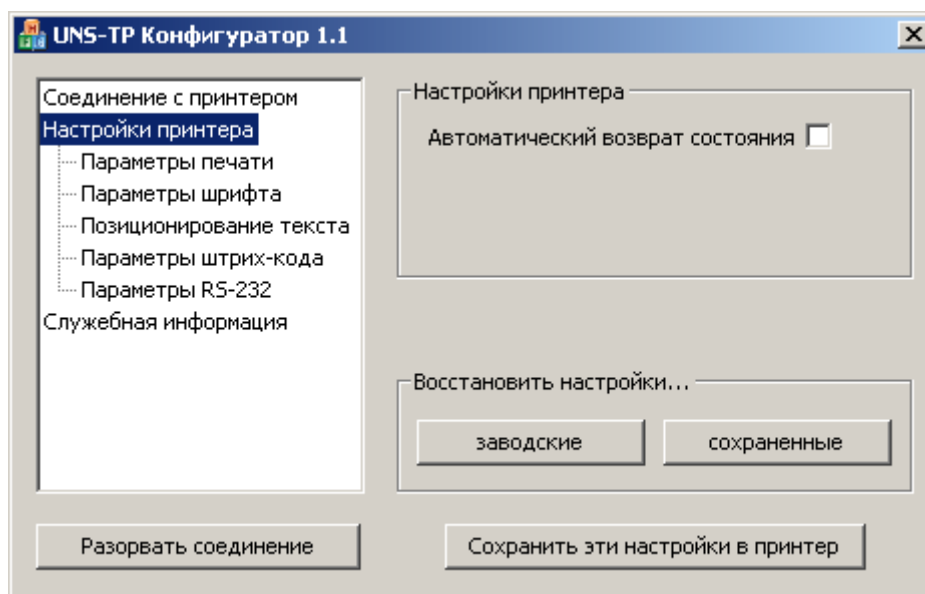 UNS-TP Конфигуратор 1.1
Соединение с принтером
Настройки принтера
Параметры печати
Параметры шрифта
Позиционирование текста
Параметры штрих-кода
Параметры RS-232
Служебная информация
Настройки принтера
Автоматический возврат состояния
Восстановить настройки...
заводские
сохраненные
Разорвать соединение
Сохранить эти настройки в принтер